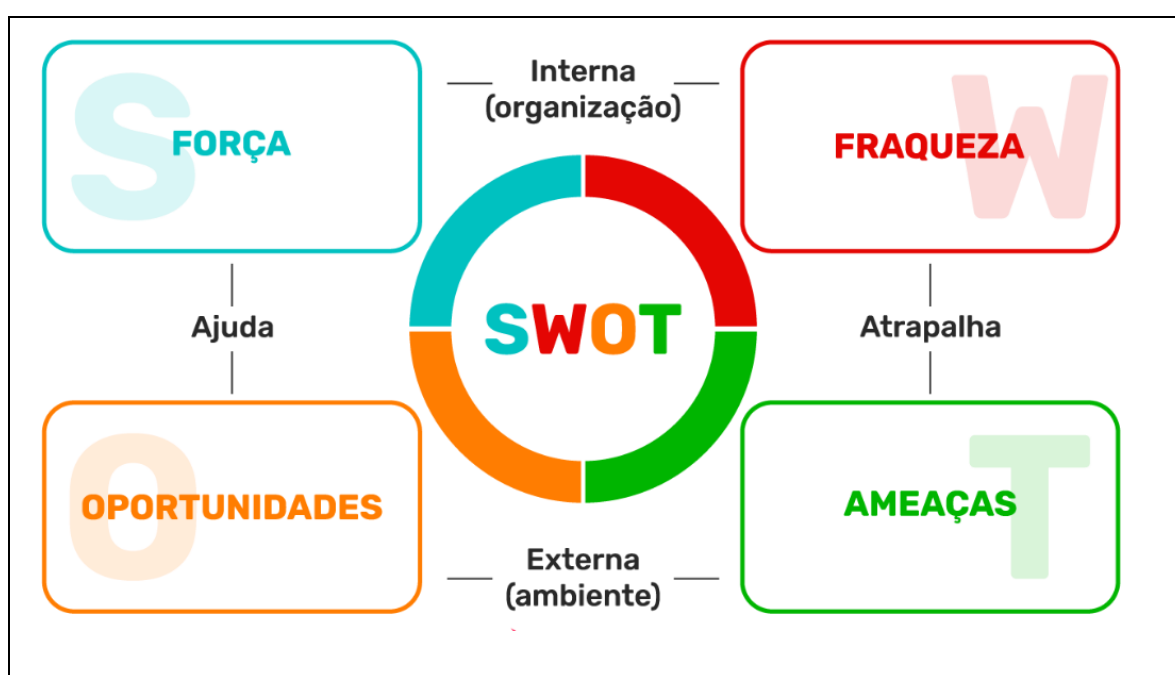 Interna
(organização)
S
FORÇA
W
FRAQUEZA
Ajuda
SWOT
Atrapalha
O
OPORTUNIDADES
T
AMEAÇAS
Externa
(ambiente)